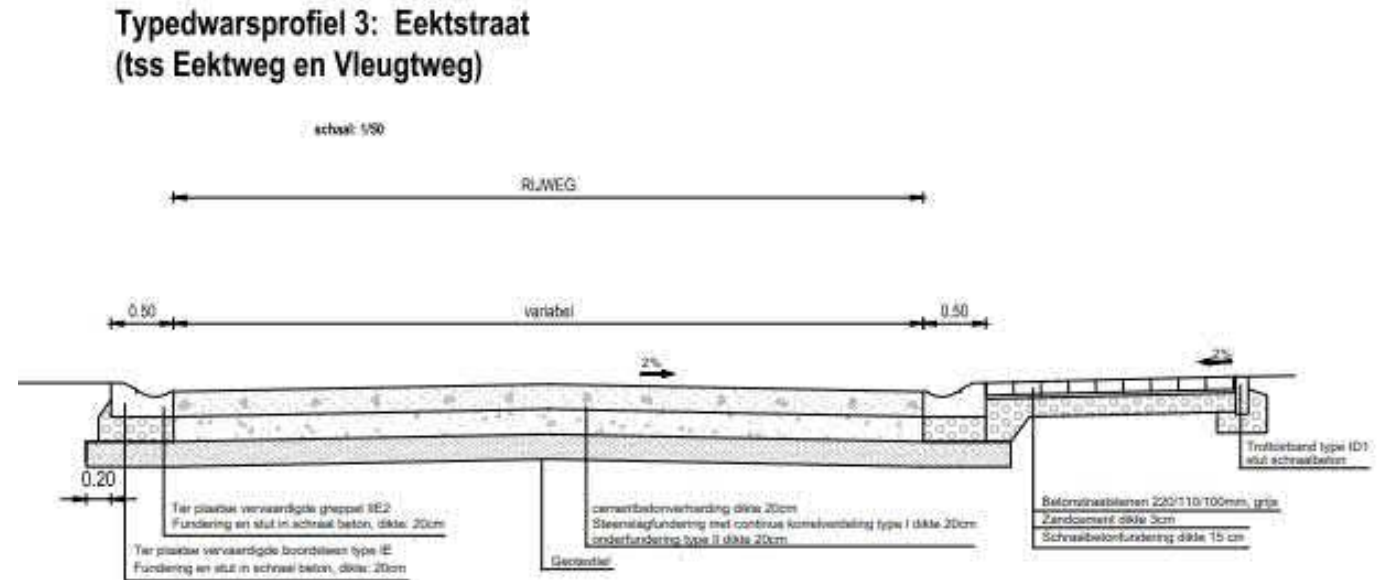 Typedwarsprofiel 3: Eektstraat
(tss Eektweg en Vleugtweg)
schaal: 1/50
RIJWEG
0.50
variabel
0.50
2%
2%
0.20
Trottoirband type ID1
stut schraalbeton
Ter plaatse vervaardigde greppel IIE2
Fundering en stut in schraal beton, dikte: 20cm
cementbetonverharding dikte 20cm
Steenslagfundering met continue korrelverdeling type I dikte 20cm
onderfundering type II dikte 20cm
Betonstraatstenen 220/110/100mm, grijs
Zandcement dikte 3cm
Schraalbetonfundering dikte 15 cm
Ter plaatse vervaardigde boordsteen type IE
Fundering en stut in schraal beton, dikte: 20cm
Geotextiel